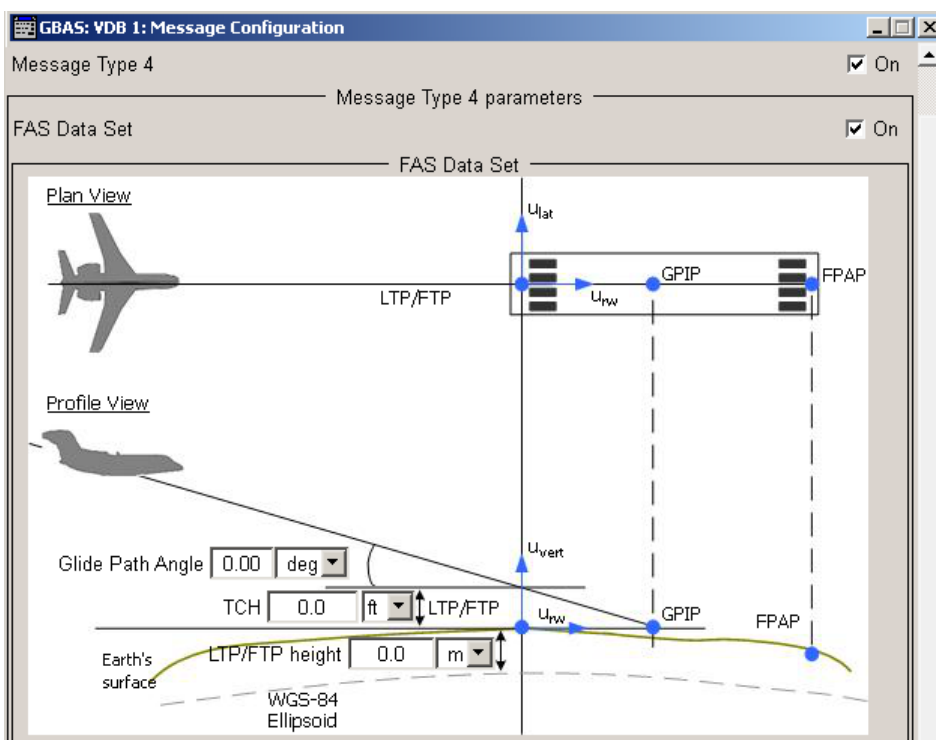 GBAS: VDB 1: Message Configuration
Message Type 4 On
Message Type 4 parameters
FAS Data Set On
FAS Data Set
Plan View
ulat
GPIP
FPAP
LTP/FTP
urw
Profile View
uvert
Glide Path Angle 0.00 deg
TCH 0.0 ft LTP/FTP
urw
GPIP
FPAP
LTP/FTP height 0.0 m
Earth's
surface
WGS-84
Ellipsoid